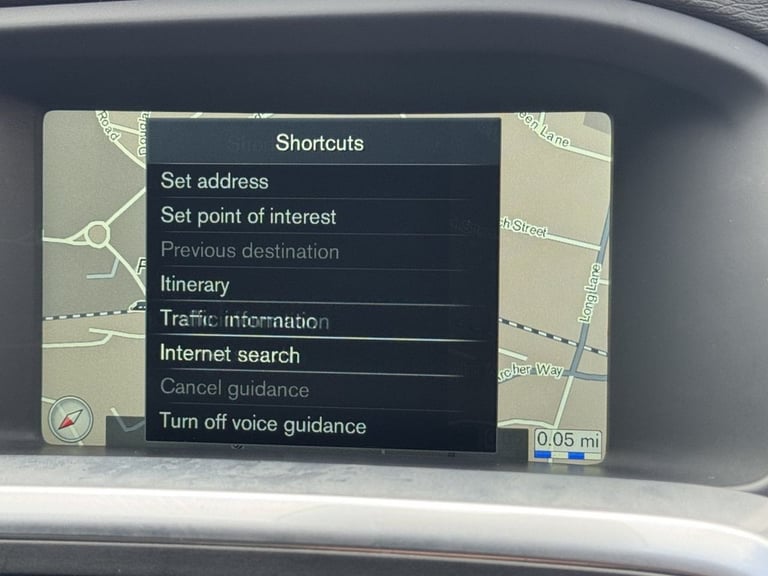 Road
Shortcuts
Set address
Set point of interest
Previous destination
Itinerary
Traffic information
Internet search
Cancel guidance
Turn off voice guidance
Lane
Street
Long Lane
Archer Way
0.05 mi